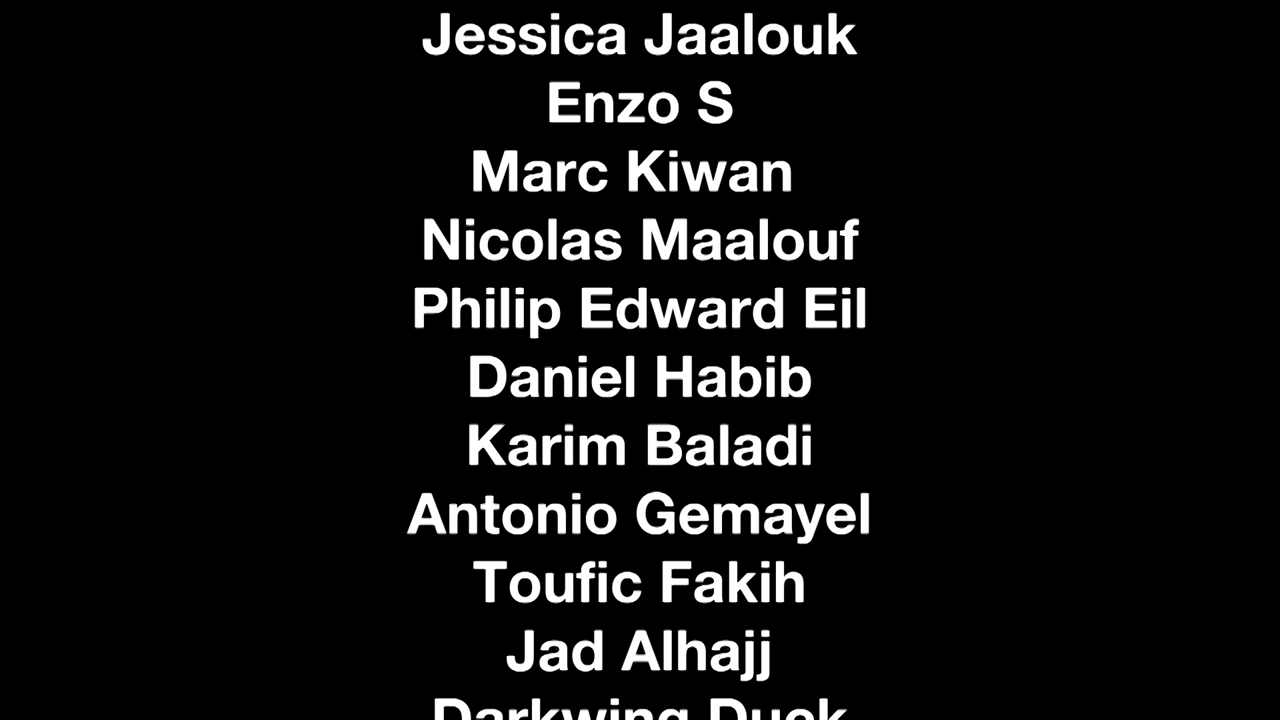 Jessica Jaalouk
Enzo S
Marc Kiwan
Nicolas Maalouf
Philip Edward Eil
Daniel Habib
Karim Baladi
Antonio Gemayel
Toufic Fakih
Jad Alhajj
Darkwing Duck